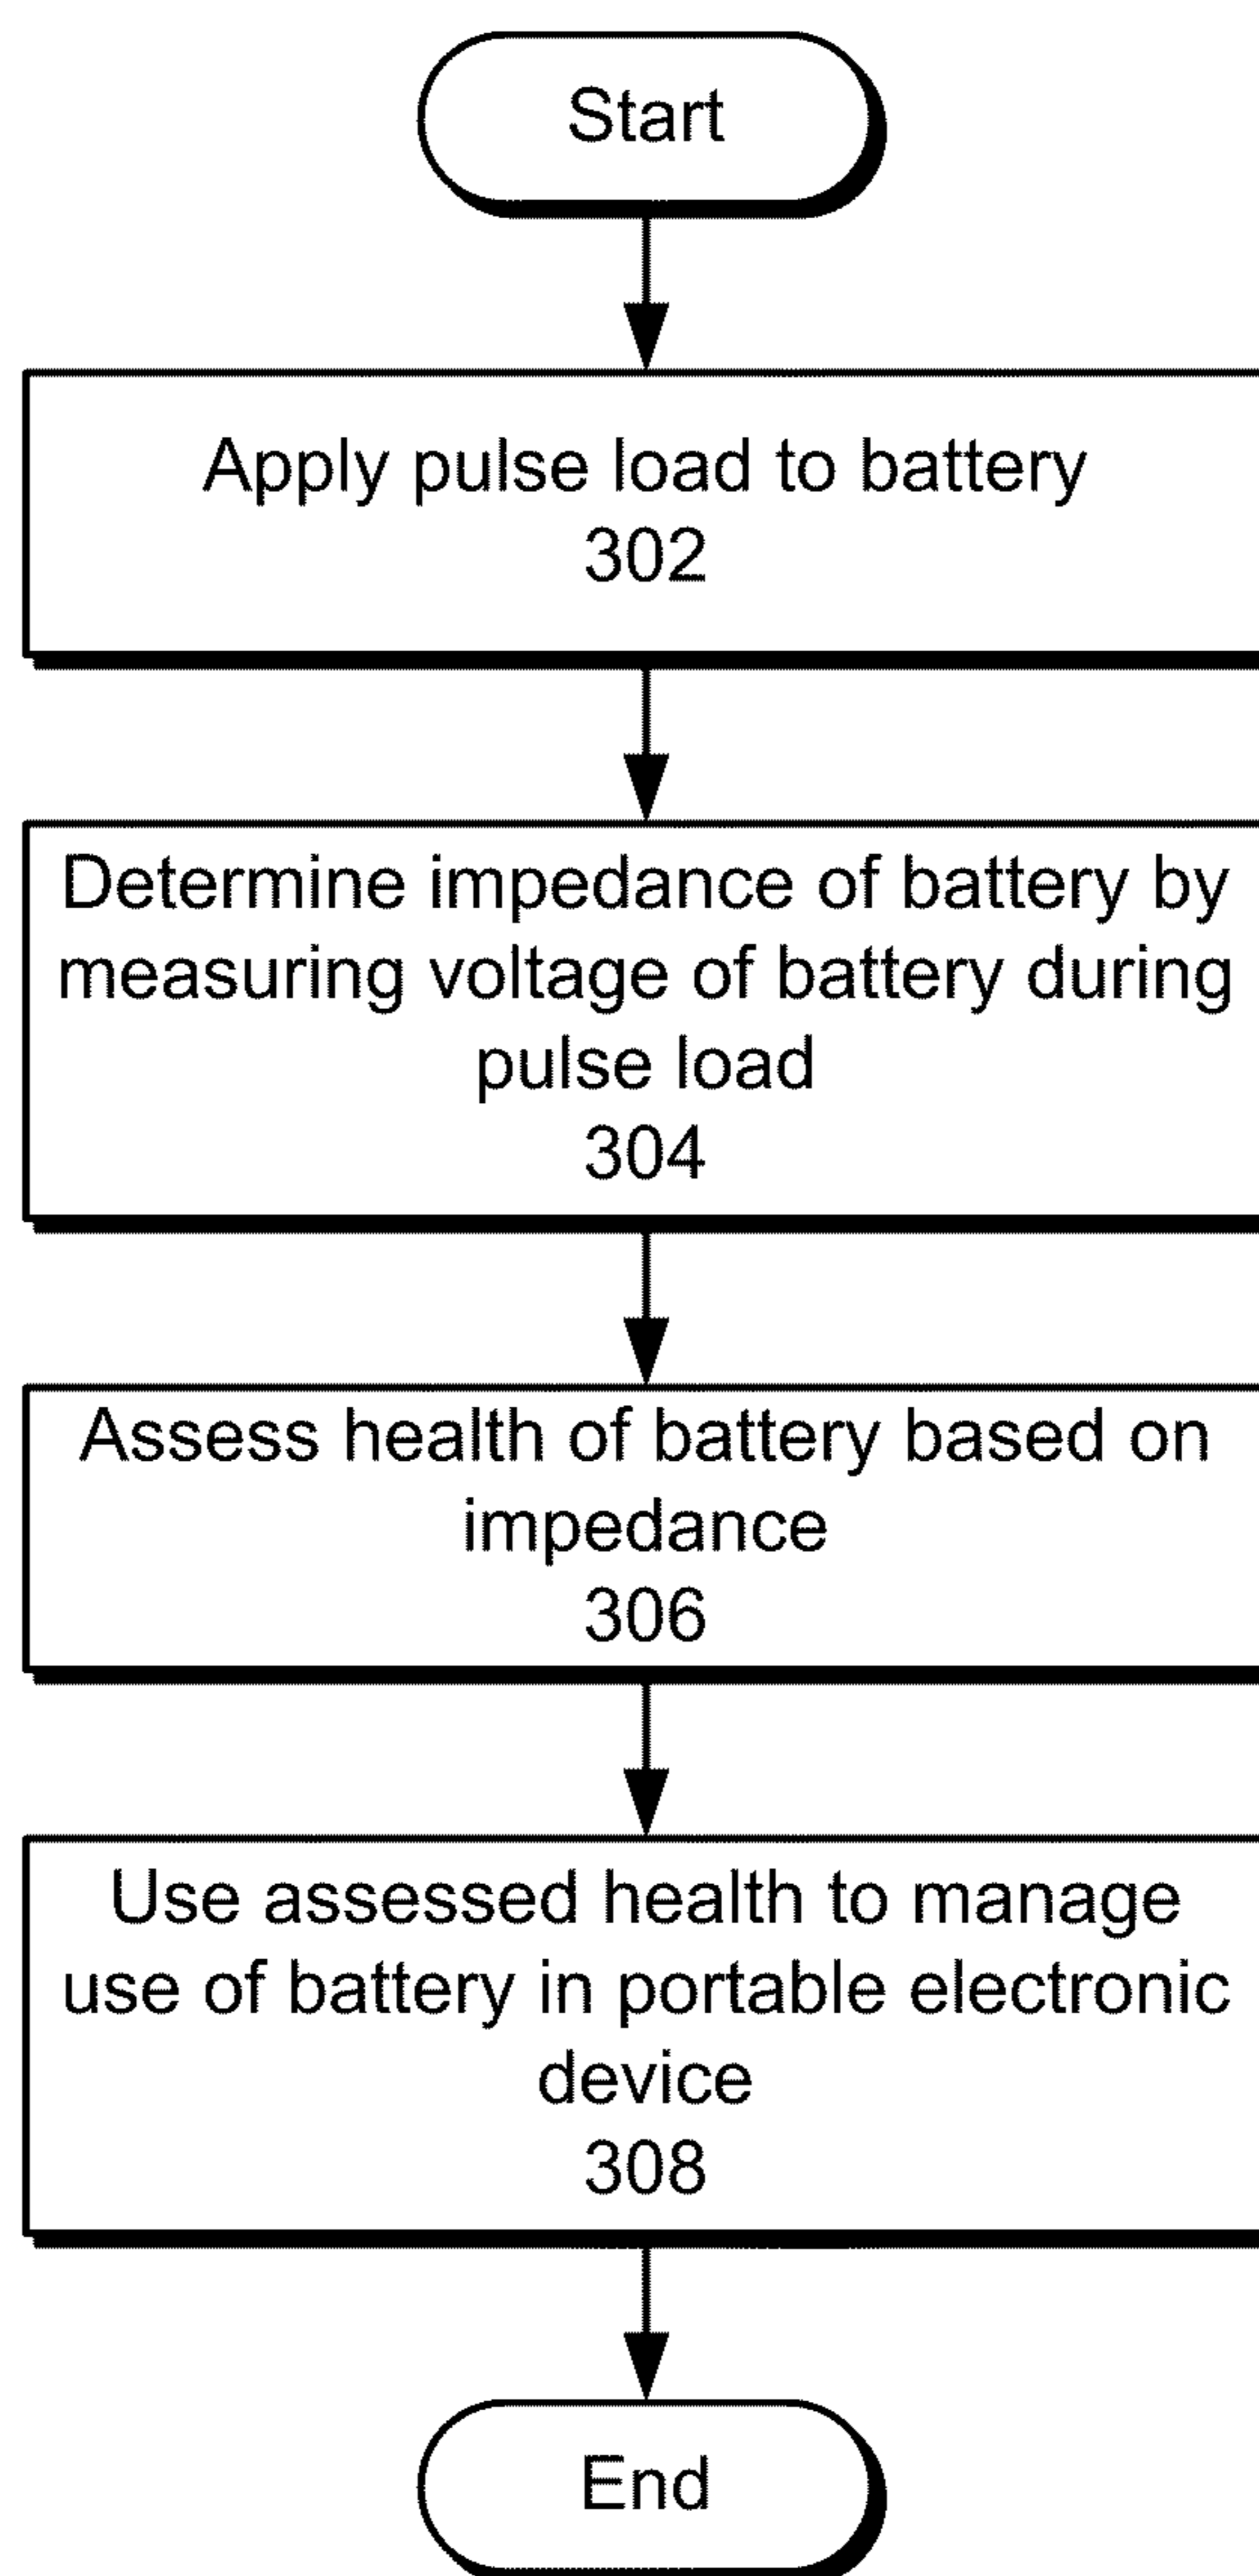 Start
Apply pulse load to battery
302
Determine impedance of battery by
measuring voltage of battery during
pulse load
304
Assess health of battery based on
impedance
306
Use assessed health to manage
use of battery in portable electronic
device
308
End